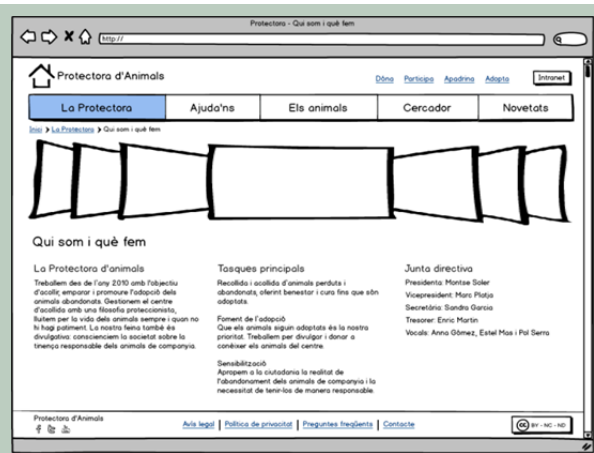 Protectora - Qui som i què fem
http://
Protectora d'Animals
Dóna Participa Apadrina Adopta Intranet
La Protectora Ajuda'ns Els animals Cercador Novetats
Inici > La Protectora > Qui som i què fem
Qui som i què fem
La Protectora d'animals
Treballem des de l'any 2010 amb l'objectiu
d'acollir, emparar i promoure l'adopció dels
animals abandonats. Gestionem el centre
d'acollida amb una filosofia proteccionista,
lluitem per la vida dels animals sempre i quan no
hi hagi patiment. La nostra feina també és
divulgativa: conscienciem la societat sobre la
tinença responsable dels animals de companyia.
Tasques principals
Recollida i acollida d'animals perduts i
abandonats, oferint benestar i cura fins que són
adoptats.
Foment de l'adopció
Que els animals siguin adoptats és la nostra
prioritat. Treballem per divulgar i donar a
conèixer els animals del centre.
Sensibilització
Apropem a la ciutadania la realitat de
l'abandonament dels animals de companyia i la
necessitat de tenir-los de manera responsable.
Junta directiva
Presidenta: Montse Soler
Vicepresident: Marc Platja
Secretària: Sandra Garcia
Tresorer: Enric Martin
Vocals: Anna Gómez, Estel Mas i Pol Serra
Protectora d'Animals
Avís legal | Política de privacitat | Preguntes freqüents | Contacte
CC BY - NC - ND